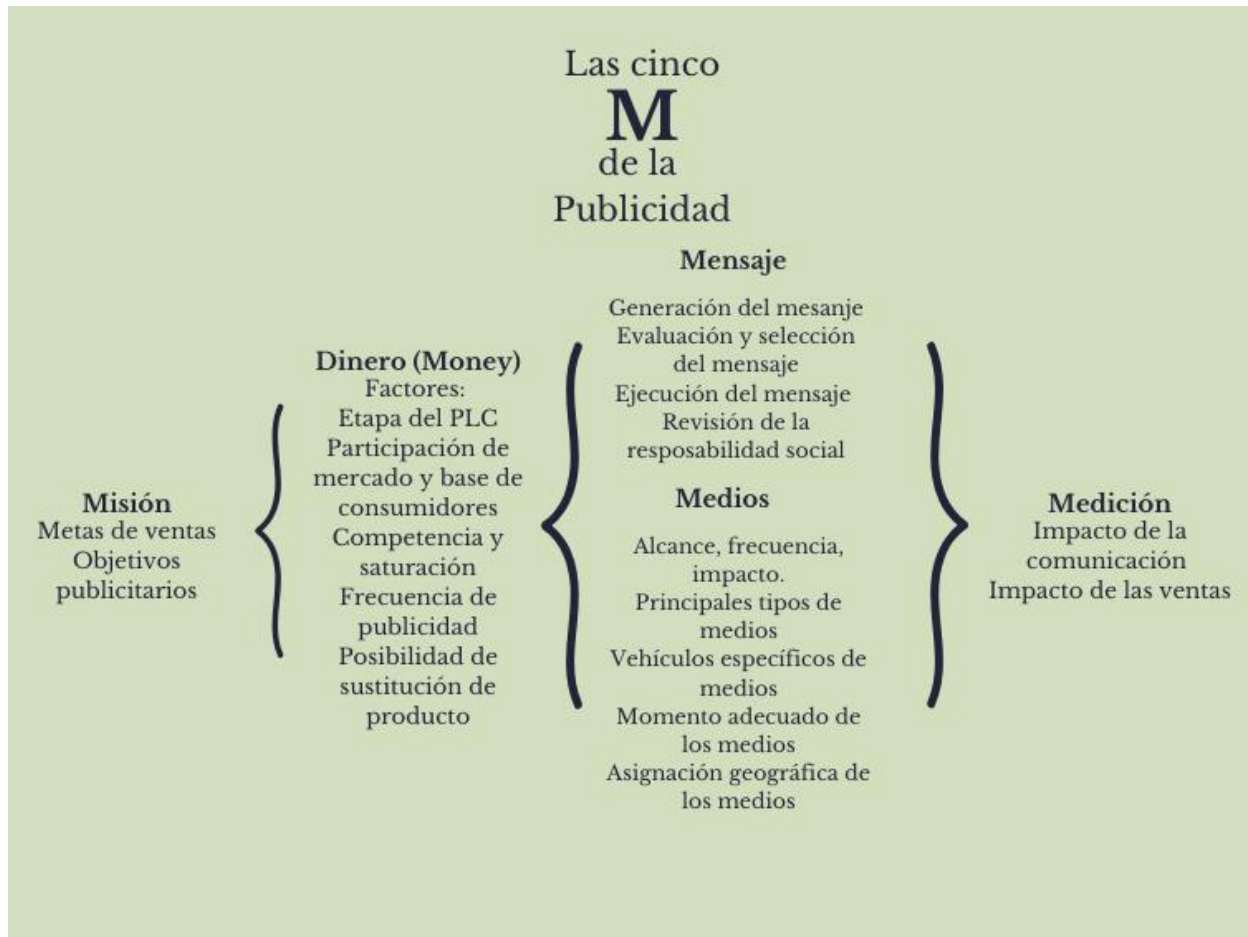 Las cinco
M
de la
Publicidad
Misión
Metas de ventas
Objetivos
publicitarios
Dinero (Money)
Factores:
Etapa del PLC
Participación de
mercado y base de
consumidores
Competencia y
saturación
Frecuencia de
publicidad
Posibilidad de
sustitución de
producto
Mensaje
Generación del mesanje
Evaluación y selección
del mensaje
Ejecución del mensaje
Revisión de la
resposabilidad social
Medios
Alcance, frecuencia,
impacto.
Principales tipos de
medios
Vehículos específicos de
medios
Momento adecuado de
los medios
Asignación geográfica de
los medios
Medición
Impacto de la
comunicación
Impacto de las ventas